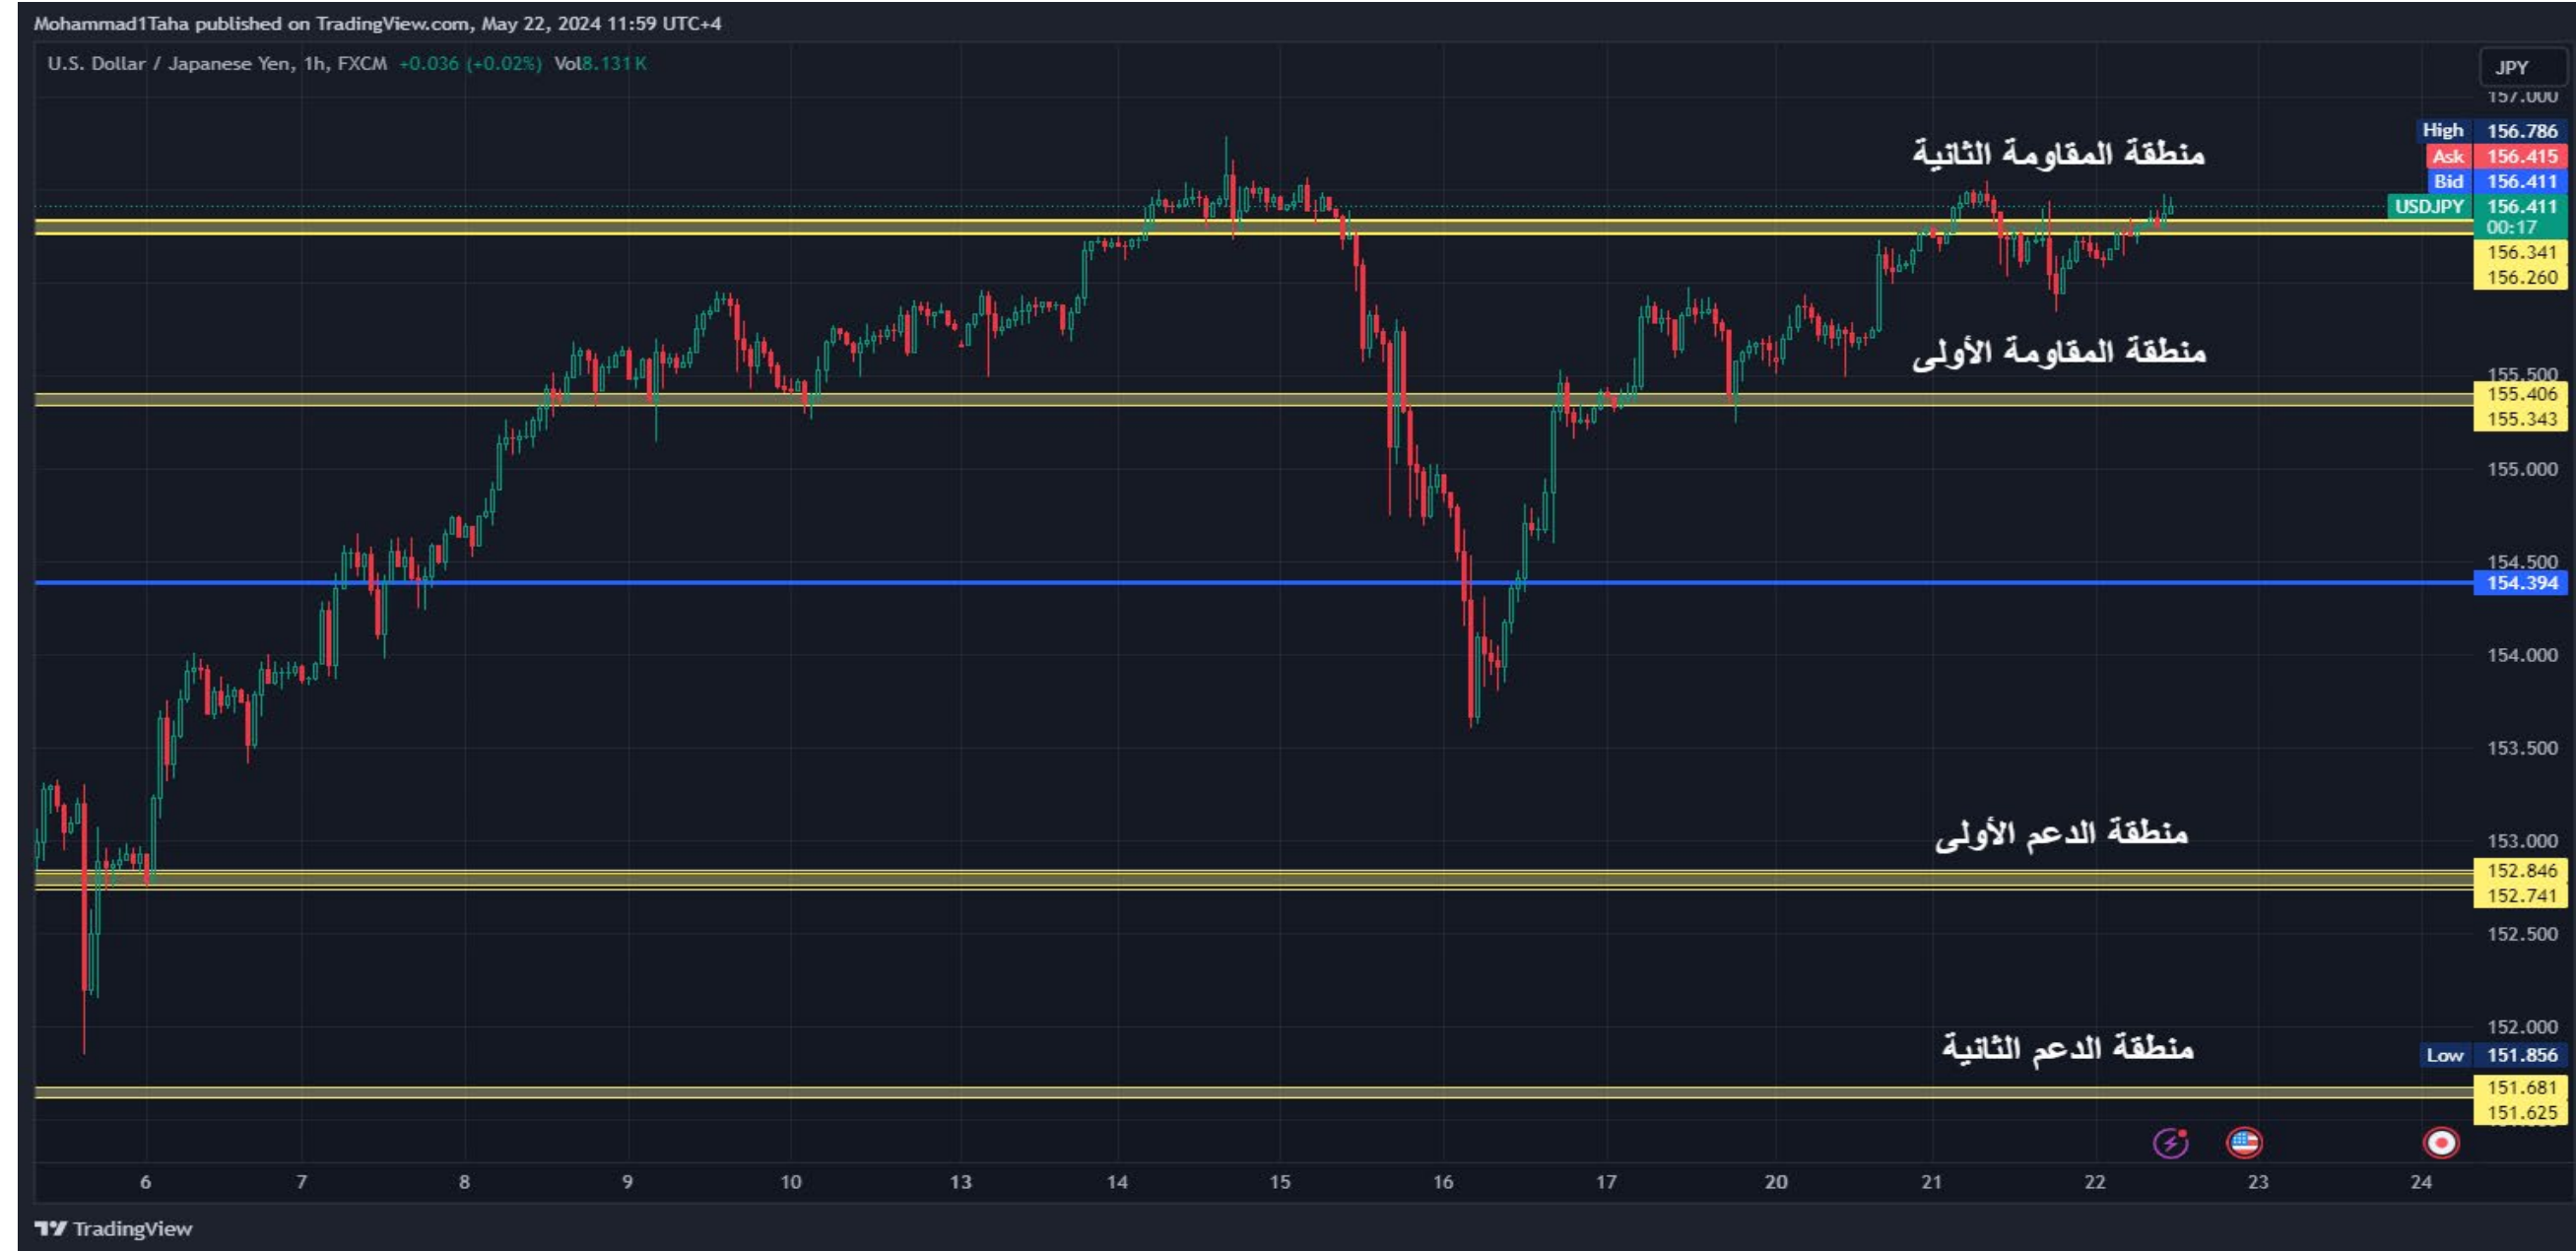 Mohammad1Taha published on TradingView.com, May 22, 2024 11:59 UTC+4
U.S. Dollar / Japanese Yen, 1h, FXCM +0.036 (+0.02%) Vol8.131K
JPY
157.000
High 156.786
منطقة المقاومة الثانية
Ask 156.415
Bid 156.411
USDJPY 156.411
00:17
156.341
156.260
منطقة المقاومة الأولى
155.500
155.406
155.343
155.000
154.500
154.394
154.000
153.500
منطقة الدعم الأولى
153.000
152.846
152.741
152.500
152.000
منطقة الدعم الثانية
Low 151.856
151.681
151.625
6 7 8 9 10 13 14 15 16 17 20 21 22 23 24
TradingView